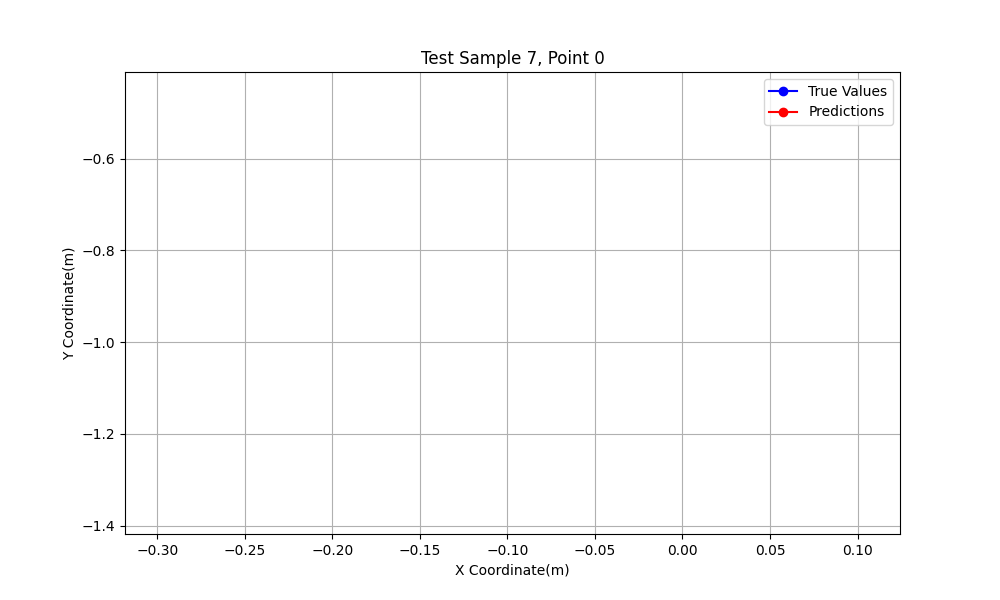 Test Sample 7, Point 0
True Values
Predictions
−0.6
−0.8
−1.0
−1.2
−1.4
Y Coordinate(m)
−0.30 −0.25 −0.20 −0.15 −0.10 −0.05 0.00 0.05 0.10
X Coordinate(m)